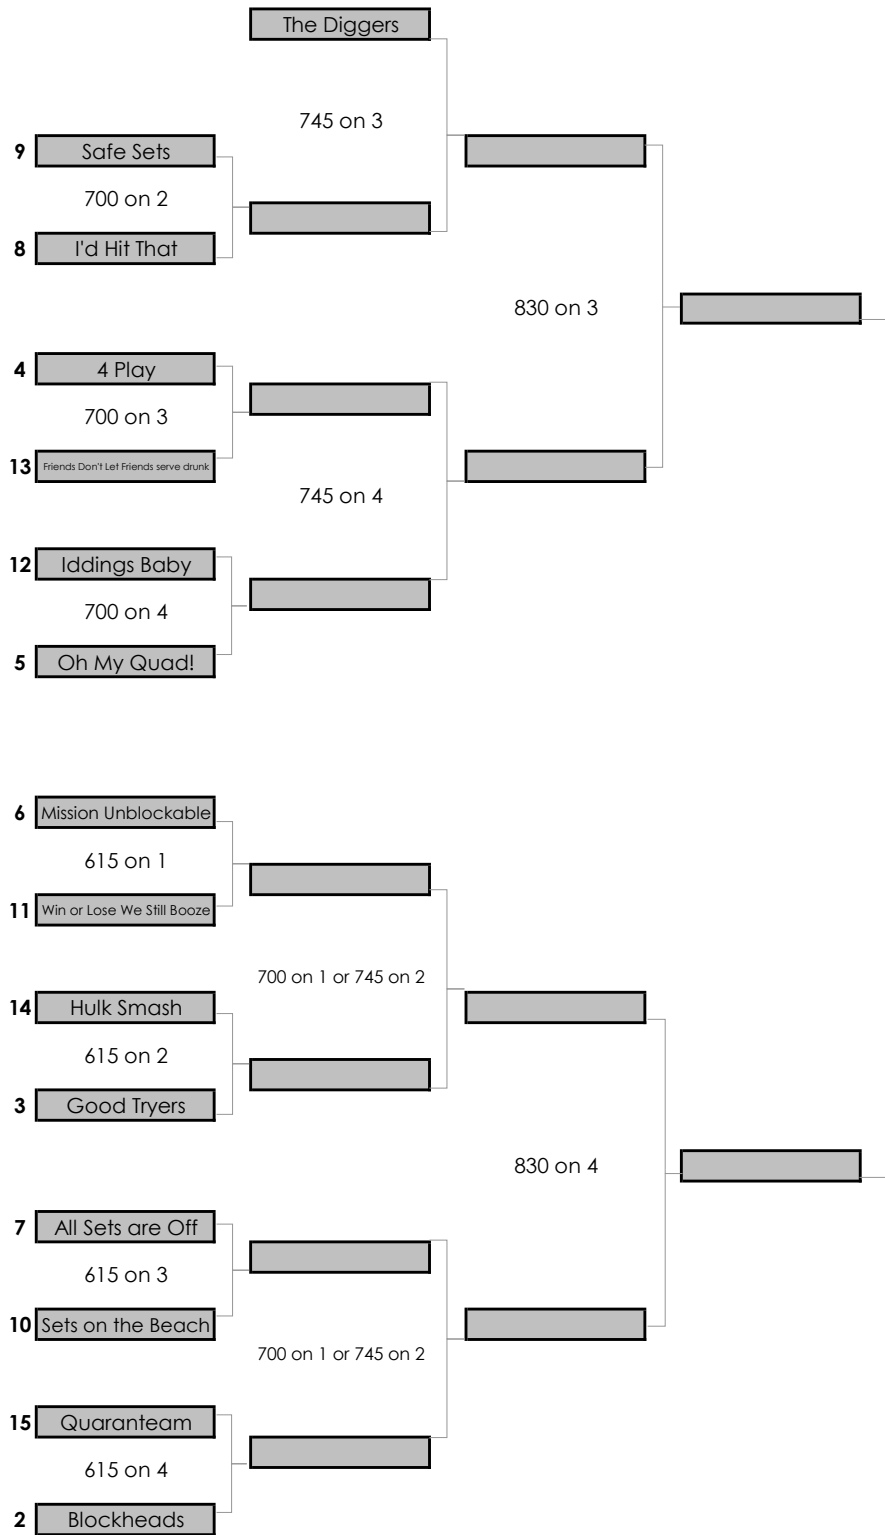 The Diggers
745 on 3
9 Safe Sets
700 on 2
8 I'd Hit That
830 on 3
4 4 Play
700 on 3
13 Friends Don't Let Friends serve drunk
745 on 4
12 Iddings Baby
700 on 4
5 Oh My Quad!
6 Mission Unblockable
615 on 1
11 Win or Lose We Still Booze
700 on 1 or 745 on 2
14 Hulk Smash
615 on 2
3 Good Tryers
830 on 4
7 All Sets are Off
615 on 3
10 Sets on the Beach
700 on 1 or 745 on 2
15 Quaranteam
615 on 4
2 Blockheads